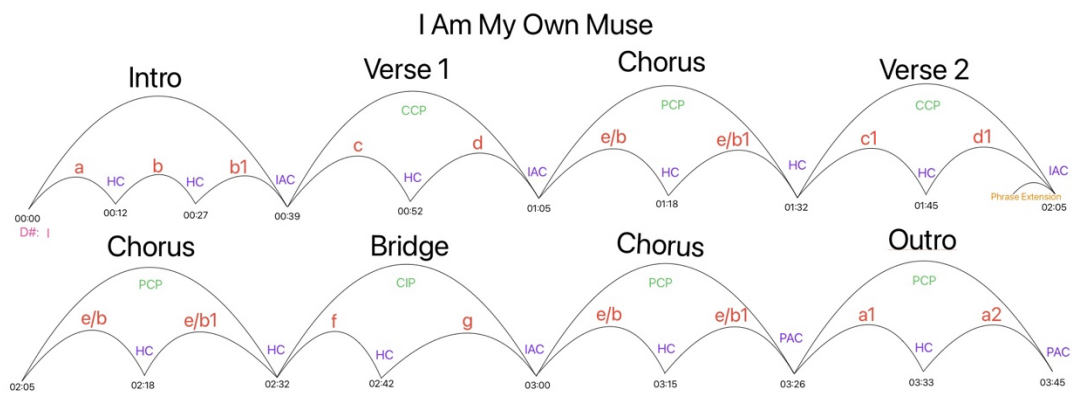 I Am My Own Muse
Intro
Verse 1
Chorus
Verse 2
CCP
PCP
CCP
a
HC
b
HC
b1
IAC
c
HC
d
IAC
e/b
HC
e/b1
HC
c1
HC
d1
IAC
Phrase Extension
00:00
00:12
00:27
00:39
00:52
01:05
01:18
01:32
01:45
02:05
D#: I
Chorus
Bridge
Chorus
Outro
PCP
CIP
PCP
PCP
e/b
HC
e/b1
HC
f
HC
g
IAC
e/b
HC
e/b1
PAC
a1
HC
a2
PAC
02:05
02:18
02:32
02:42
03:00
03:15
03:26
03:33
03:45